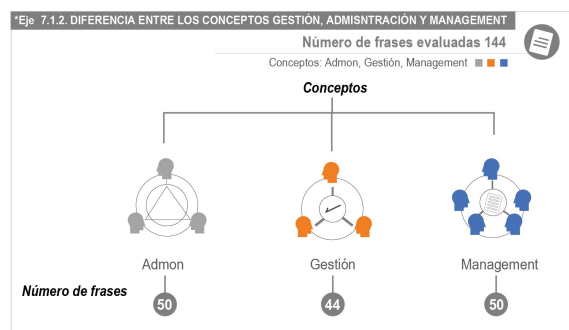 *Eje 7.1.2. DIFERENCIA ENTRE LOS CONCEPTOS GESTIÓN, ADMISNTRACIÓN Y MANAGEMENT
Número de frases evaluadas 144
Conceptos: Admon, Gestión, Management
Conceptos
Admon
Gestión
Management
Número de frases
50
44
50